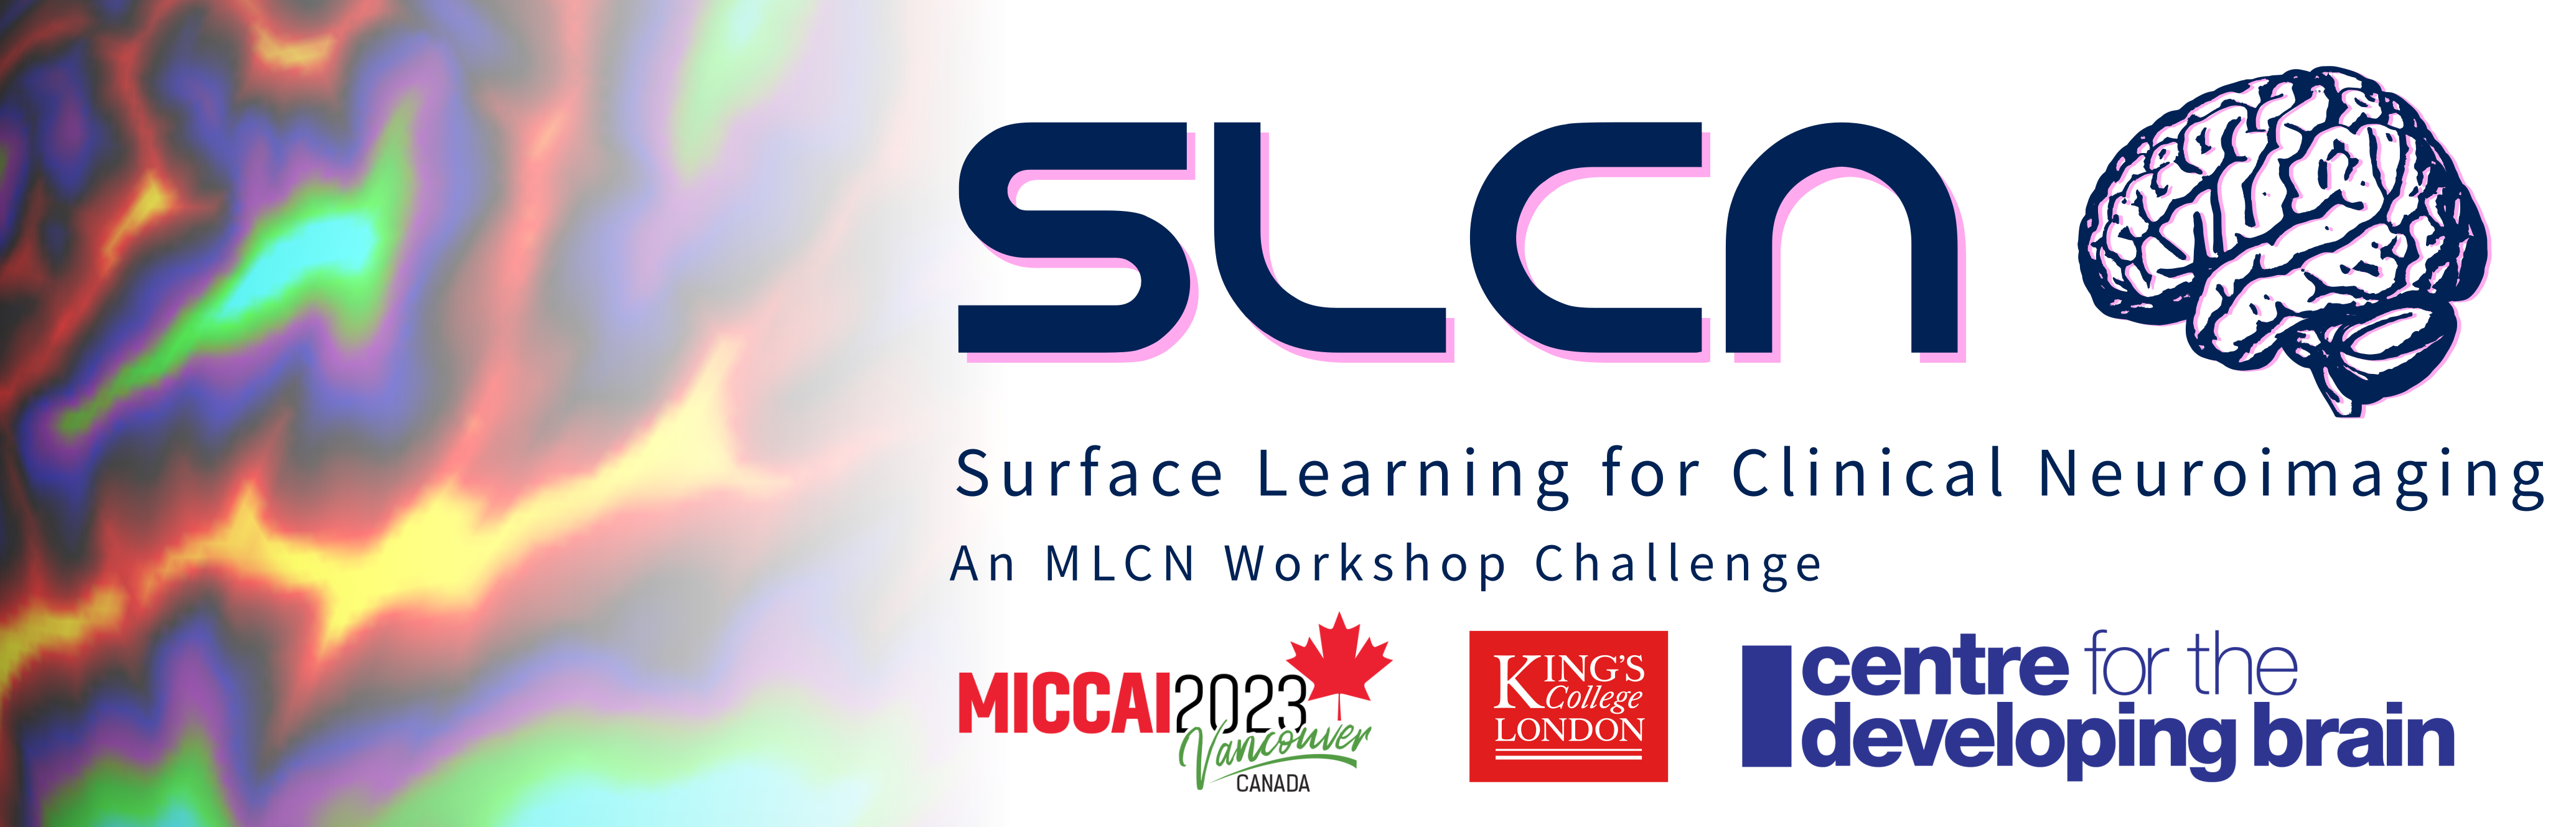 SLCN
Surface Learning for Clinical Neuroimaging
An MLCN Workshop Challenge
MICCAI2023
Vancouver
CANADA
KING'S
College
LONDON
centre for the
developing brain